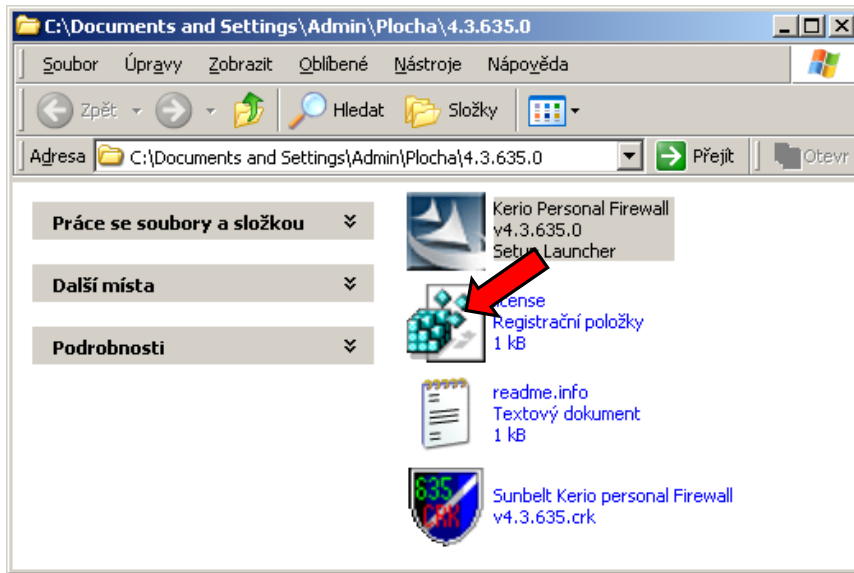 C:\Documents and Settings\Admin\Plocha\4.3.635.0
Soubor Úpravy Zobrazit Oblíbené Nástroje Nápověda
Zpět Hledat Složky
Adresa C:\Documents and Settings\Admin\Plocha\4.3.635.0 Přejít Otevř
Práce se soubory a složkou
Další místa
Podrobnosti
Kerio Personal Firewall
v4.3.635.0
Setup Launcher
license
Registrační položky
1 kB
readme.info
Textový dokument
1 kB
635
CRK
Sunbelt Kerio personal Firewall
v4.3.635.crk